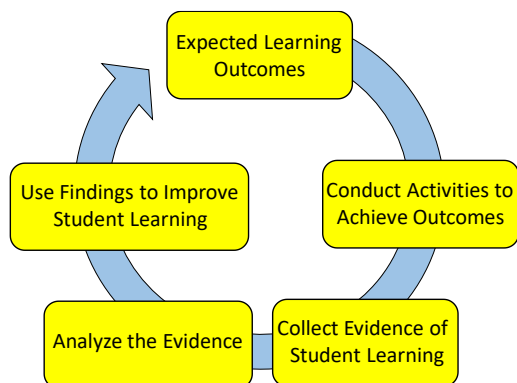 Expected Learning
Outcomes
Conduct Activities to
Achieve Outcomes
Collect Evidence of
Student Learning
Analyze the Evidence
Use Findings to Improve
Student Learning